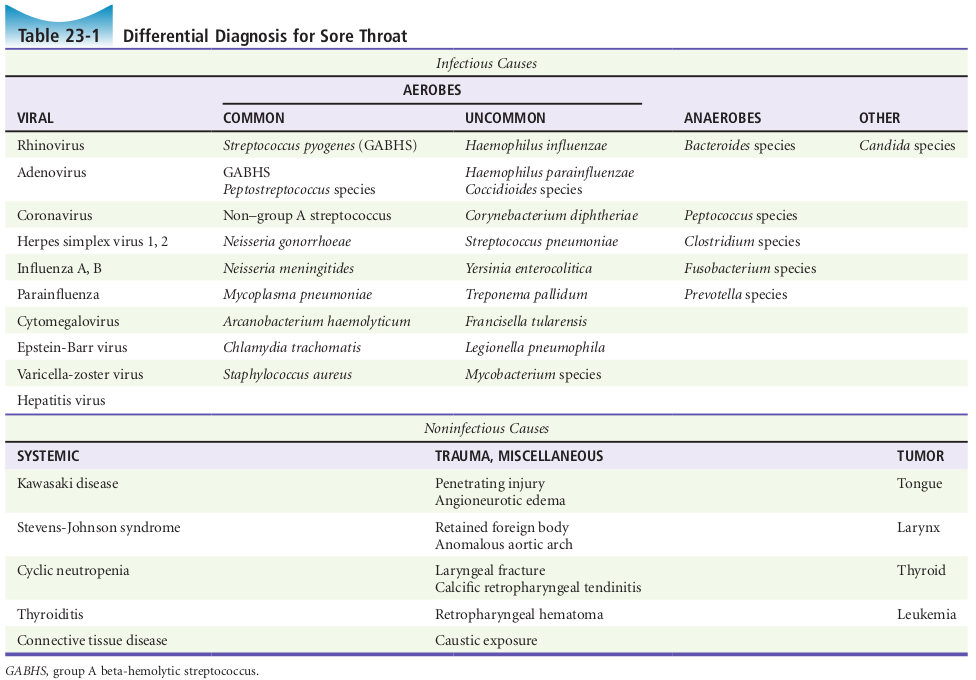 Table 23-1 Differential Diagnosis for Sore Throat
Infectious Causes
AEROBES
VIRAL COMMON UNCOMMON ANAEROBES OTHER
Rhinovirus Streptococcus pyogenes (GABHS) Haemophilus influenzae Bacteroides species Candida species
Adenovirus GABHS Haemophilus parainfluenzae
Peptostreptococcus species Coccidioides species
Coronavirus Non–group A streptococcus Corynebacterium diphtheriae Peptococcus species
Herpes simplex virus 1, 2 Neisseria gonorrhoeae Streptococcus pneumoniae Clostridium species
Influenza A, B Neisseria meningitides Yersinia enterocolitica Fusobacterium species
Parainfluenza Mycoplasma pneumoniae Treponema pallidum Prevotella species
Cytomegalovirus Arcanobacterium haemolyticum Francisella tularensis
Epstein-Barr virus Chlamydia trachomatis Legionella pneumophila
Varicella-zoster virus Staphylococcus aureus Mycobacterium species
Hepatitis virus
Noninfectious Causes
SYSTEMIC TRAUMA, MISCELLANEOUS TUMOR
Kawasaki disease Penetrating injury Tongue
Angioneurotic edema
Stevens-Johnson syndrome Retained foreign body Larynx
Anomalous aortic arch
Cyclic neutropenia Laryngeal fracture Thyroid
Calcific retropharyngeal tendinitis
Thyroiditis Retropharyngeal hematoma Leukemia
Connective tissue disease Caustic exposure
GABHS, group A beta-hemolytic streptococcus.